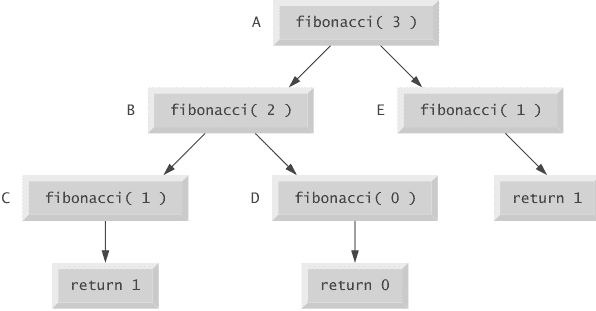 A fibonacci( 3 )
B fibonacci( 2 )
E fibonacci( 1 )
C fibonacci( 1 )
D fibonacci( 0 )
return 1
return 1
return 0